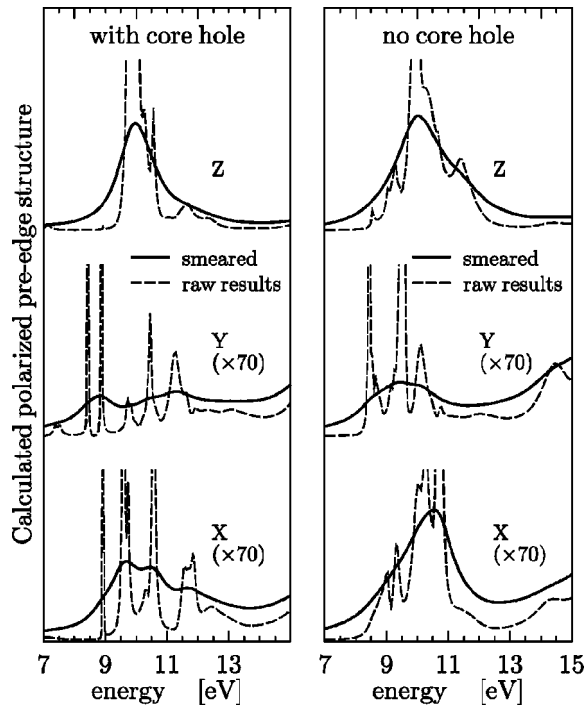 with core hole
no core hole
Calculated polarized pre-edge structure
Z
Z
smeared
raw results
smeared
raw results
Y
(×70)
Y
(×70)
X
(×70)
X
(×70)
7 9 11 13
7 9 11 13 15
energy [eV]
energy [eV]